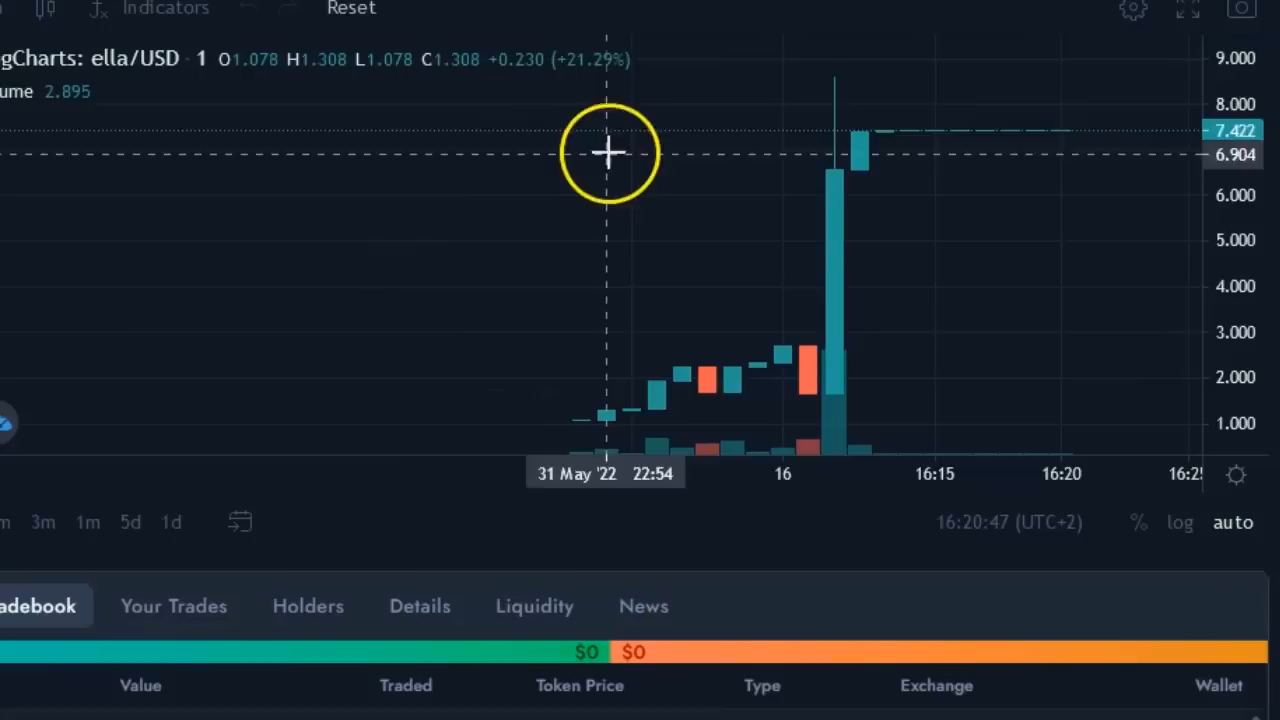 Indicators Reset
gCharts: ella/USD · 1 O1.078 H1.308 L1.078 C1.308 +0.230 (+21.29%)
ume 2.895
9.000
8.000
7.422
6.904
6.000
5.000
4.000
3.000
2.000
1.000
31 May '22 22:54 16 16:15 16:20 16:2
m 3m 1m 5d 1d 16:20:47 (UTC+2) % log auto
adebook Your Trades Holders Details Liquidity News
$0 $0
Value Traded Token Price Type Exchange Wallet